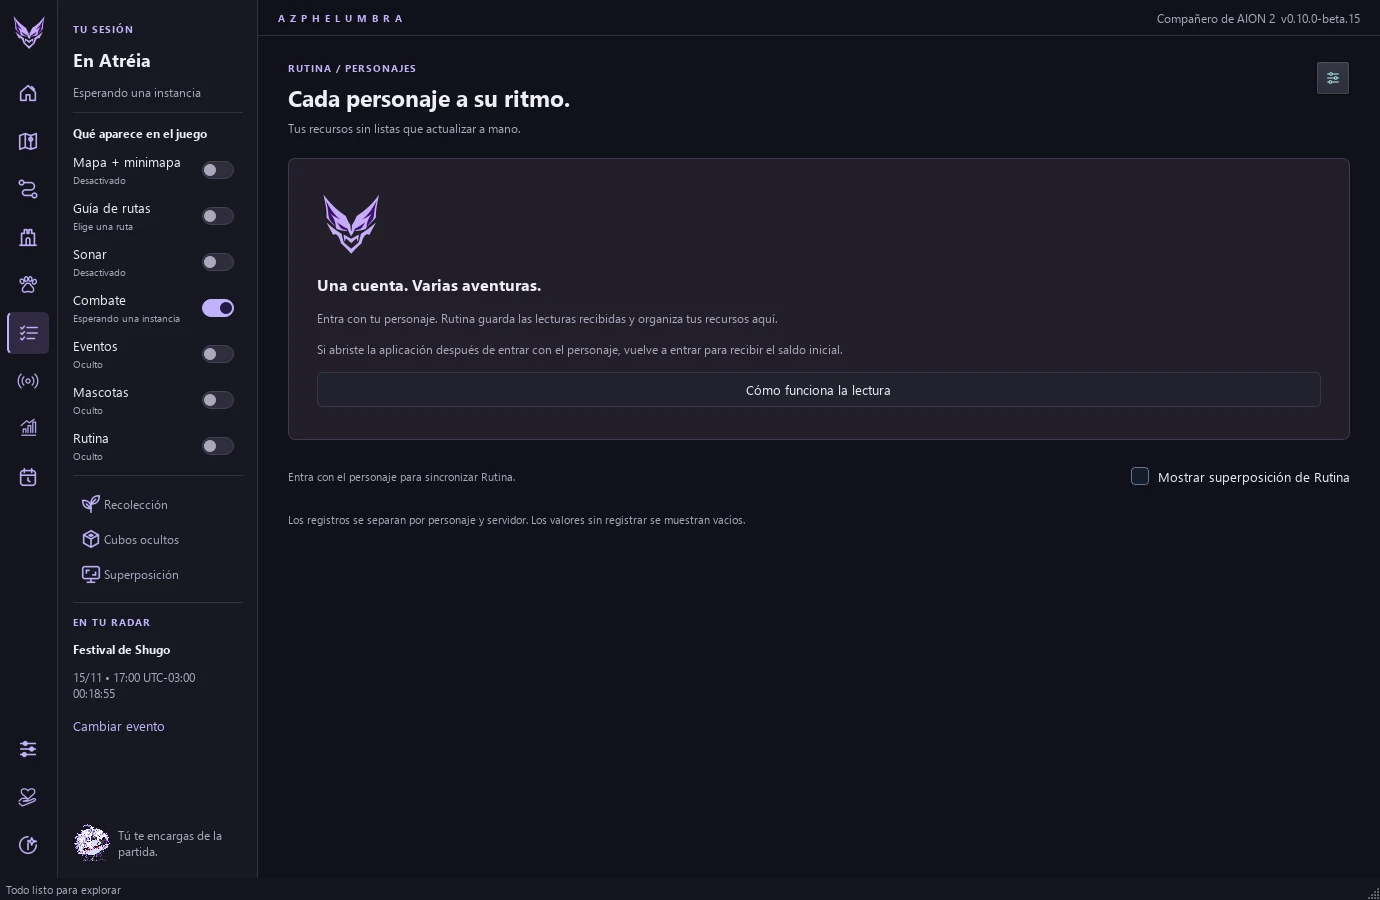 AZPHELUMBRA
Compañero de AION 2 v0.10.0-beta.15
TU SESIÓN
En Atréia
Esperando una instancia
Qué aparece en el juego
Mapa + minimapa
Desactivado
Guía de rutas
Elige una ruta
Sonar
Desactivado
Combate
Esperando una instancia
Eventos
Oculto
Mascotas
Oculto
Rutina
Oculto
Recolección
Cubos ocultos
Superposición
EN TU RADAR
Festival de Shugo
15/11 • 17:00 UTC-03:00
00:18:55
Cambiar evento
Tú te encargas de la
partida.
RUTINA / PERSONAJES
Cada personaje a su ritmo.
Tus recursos sin listas que actualizar a mano.
Una cuenta. Varias aventuras.
Entra con tu personaje. Rutina guarda las lecturas recibidas y organiza tus recursos aquí.
Si abriste la aplicación después de entrar con el personaje, vuelve a entrar para recibir el saldo inicial.
Cómo funciona la lectura
Entra con el personaje para sincronizar Rutina.
Mostrar superposición de Rutina
Los registros se separan por personaje y servidor. Los valores sin registrar se muestran vacíos.
Todo listo para explorar